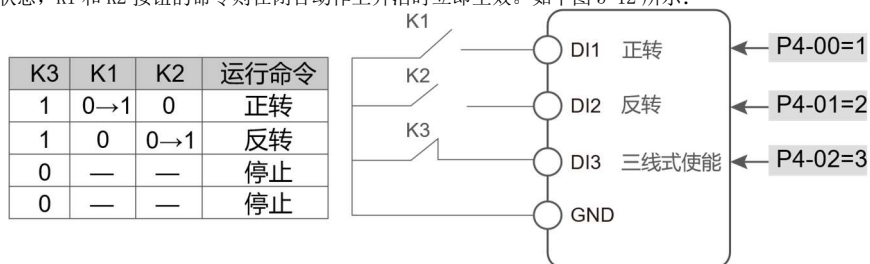 状态，K1 和 K2 按钮的命令则在闭合动作上升沿时立即生效。如下图 5-12 所示：
K3 K1 K2 运行命令
1 0→1 0 正转
1 0 0→1 反转
0 — — 停止
0 — — 停止
K1
DI1 正转 P4-00=1
K2
DI2 反转 P4-01=2
K3
DI3 三线式使能 P4-02=3
GND